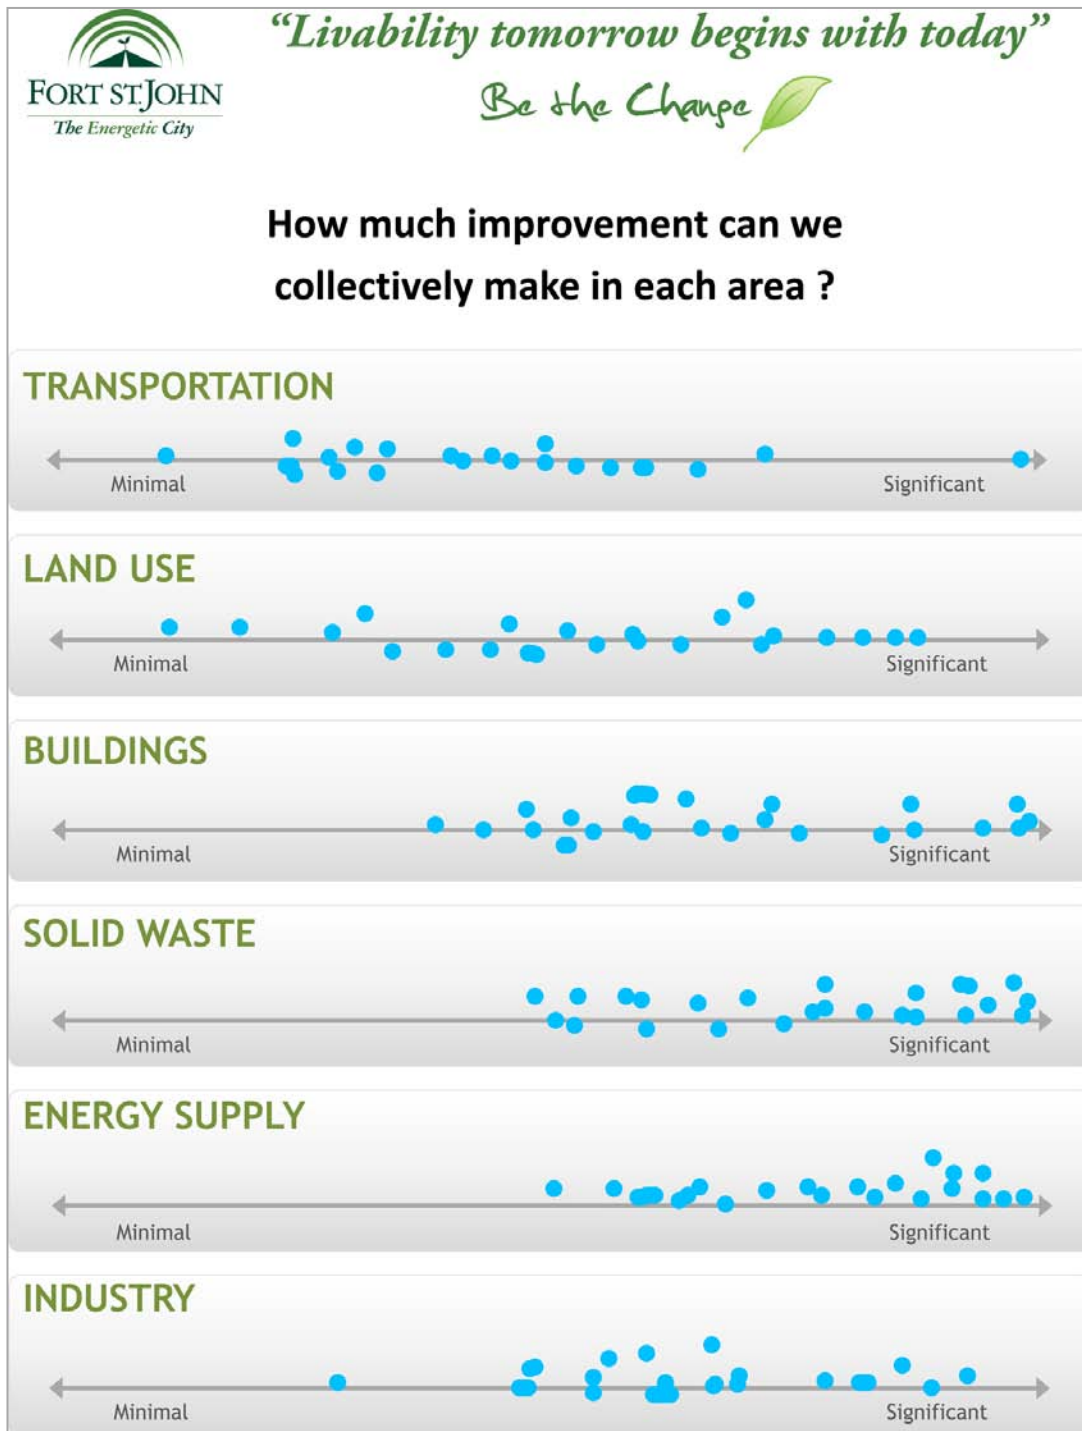 “Livability tomorrow begins with today”
FORT ST. JOHN
The Energetic City
Be the Change
How much improvement can we
collectively make in each area ?
TRANSPORTATION
Minimal Significant
LAND USE
Minimal Significant
BUILDINGS
Minimal Significant
SOLID WASTE
Minimal Significant
ENERGY SUPPLY
Minimal Significant
INDUSTRY
Minimal Significant